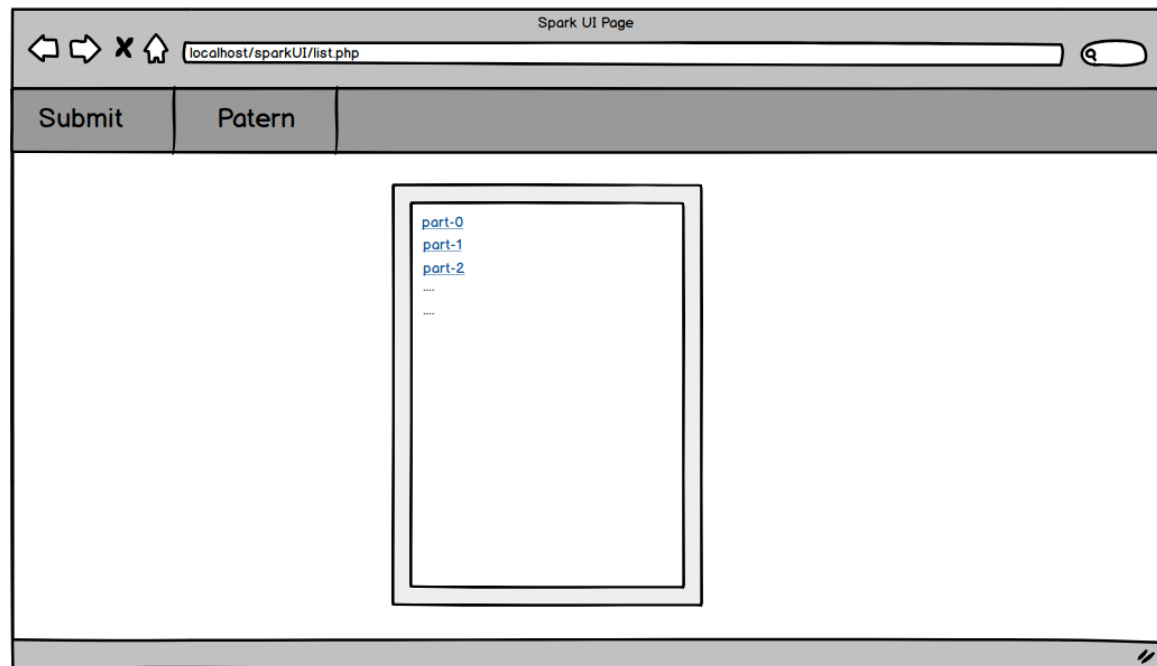 Spark UI Page
localhost/sparkUI/list.php
Submit Patern
part-0
part-1
part-2
....
....